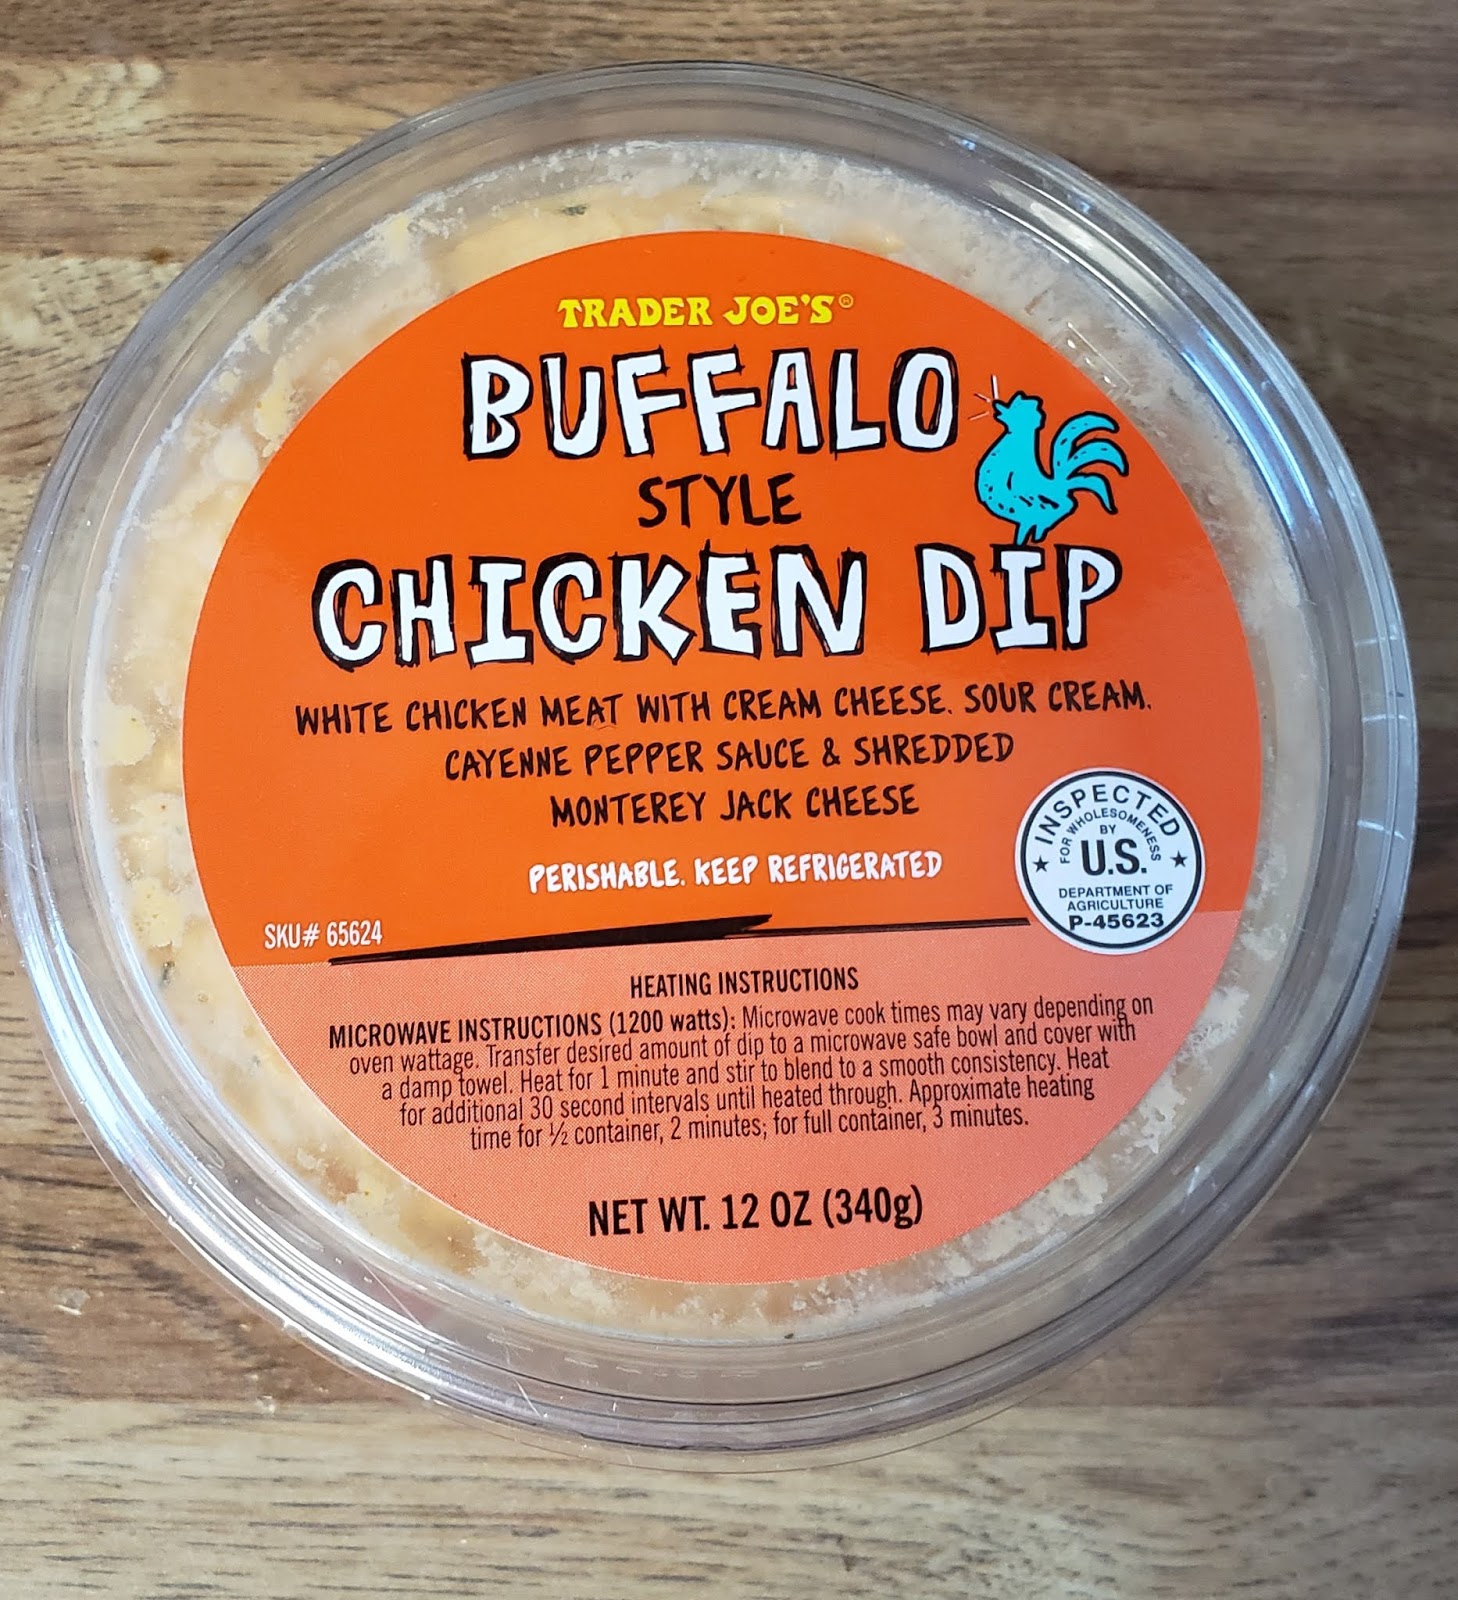 TRADER JOE'S®
BUFFALO
STYLE
CHICKEN DIP
WHITE CHICKEN MEAT WITH CREAM CHEESE, SOUR CREAM,
CAYENNE PEPPER SAUCE & SHREDDED
MONTEREY JACK CHEESE
PERISHABLE. KEEP REFRIGERATED
INSPECTED
FOR WHOLESOMENESS
BY
U.S.
DEPARTMENT OF
AGRICULTURE
P-45623
SKU# 65624
HEATING INSTRUCTIONS
MICROWAVE INSTRUCTIONS (1200 watts): Microwave cook times may vary depending on
oven wattage. Transfer desired amount of dip to a microwave safe bowl and cover with
a damp towel. Heat for 1 minute and stir to blend to a smooth consistency. Heat
for additional 30 second intervals until heated through. Approximate heating
time for ½ container, 2 minutes; for full container, 3 minutes.
NET WT. 12 OZ (340g)